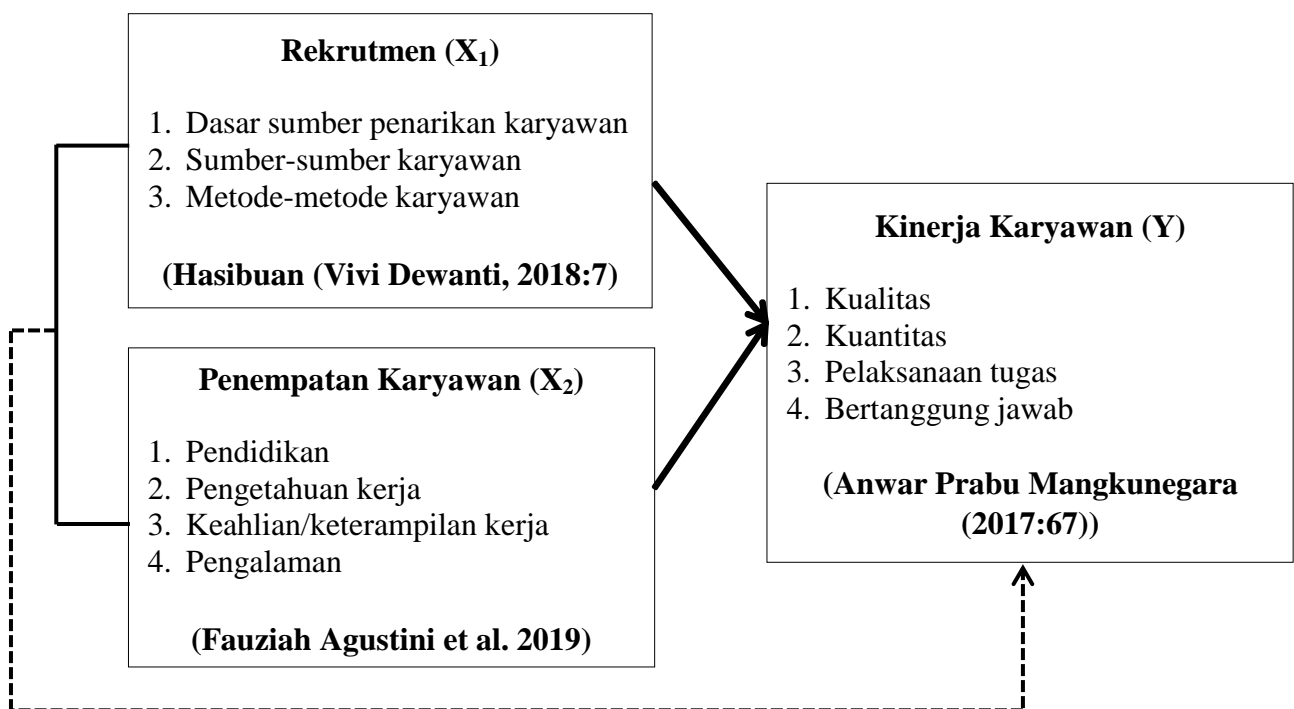 Rekrutmen (X₁)
1. Dasar sumber penarikan karyawan
2. Sumber-sumber karyawan
3. Metode-metode karyawan
(Hasibuan (Vivi Dewanti, 2018:7)
Penempatan Karyawan (X₂)
1. Pendidikan
2. Pengetahuan kerja
3. Keahlian/keterampilan kerja
4. Pengalaman
(Fauziah Agustini et al. 2019)
Kinerja Karyawan (Y)
1. Kualitas
2. Kuantitas
3. Pelaksanaan tugas
4. Bertanggung jawab
(Anwar Prabu Mangkunegara
(2017:67))